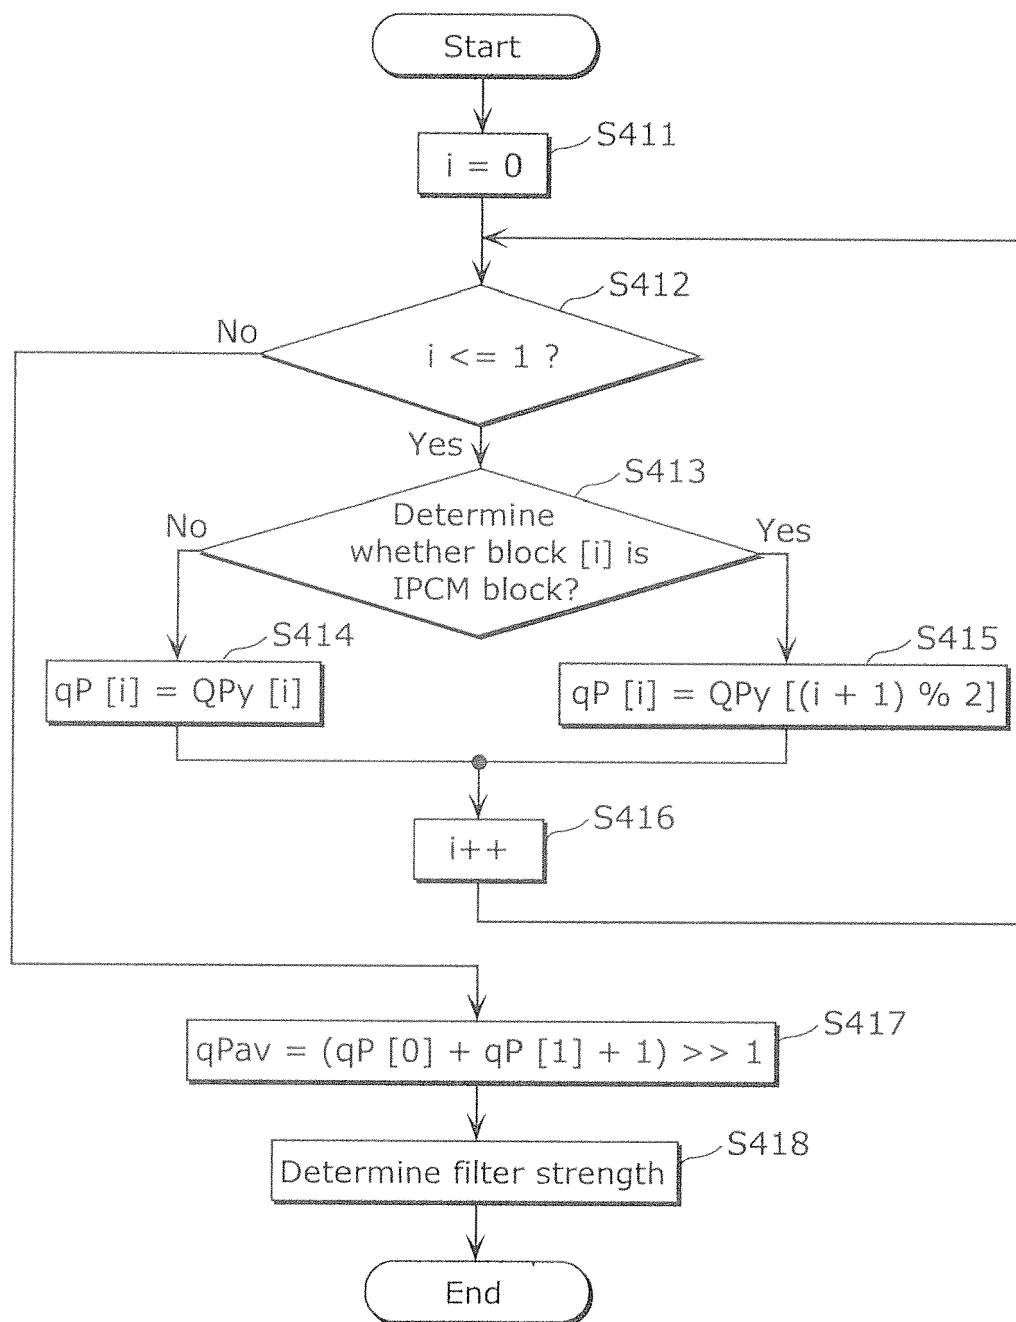 Start
S411
i = 0
S412
No
i <= 1 ?
Yes
S413
No
Yes
Determine
whether block [i] is
IPCM block?
S414
S415
qP [i] = QPy [i]
qP [i] = QPy [(i + 1) % 2]
S416
i++
S417
qPav = (qP [0] + qP [1] + 1) >> 1
S418
Determine filter strength
End